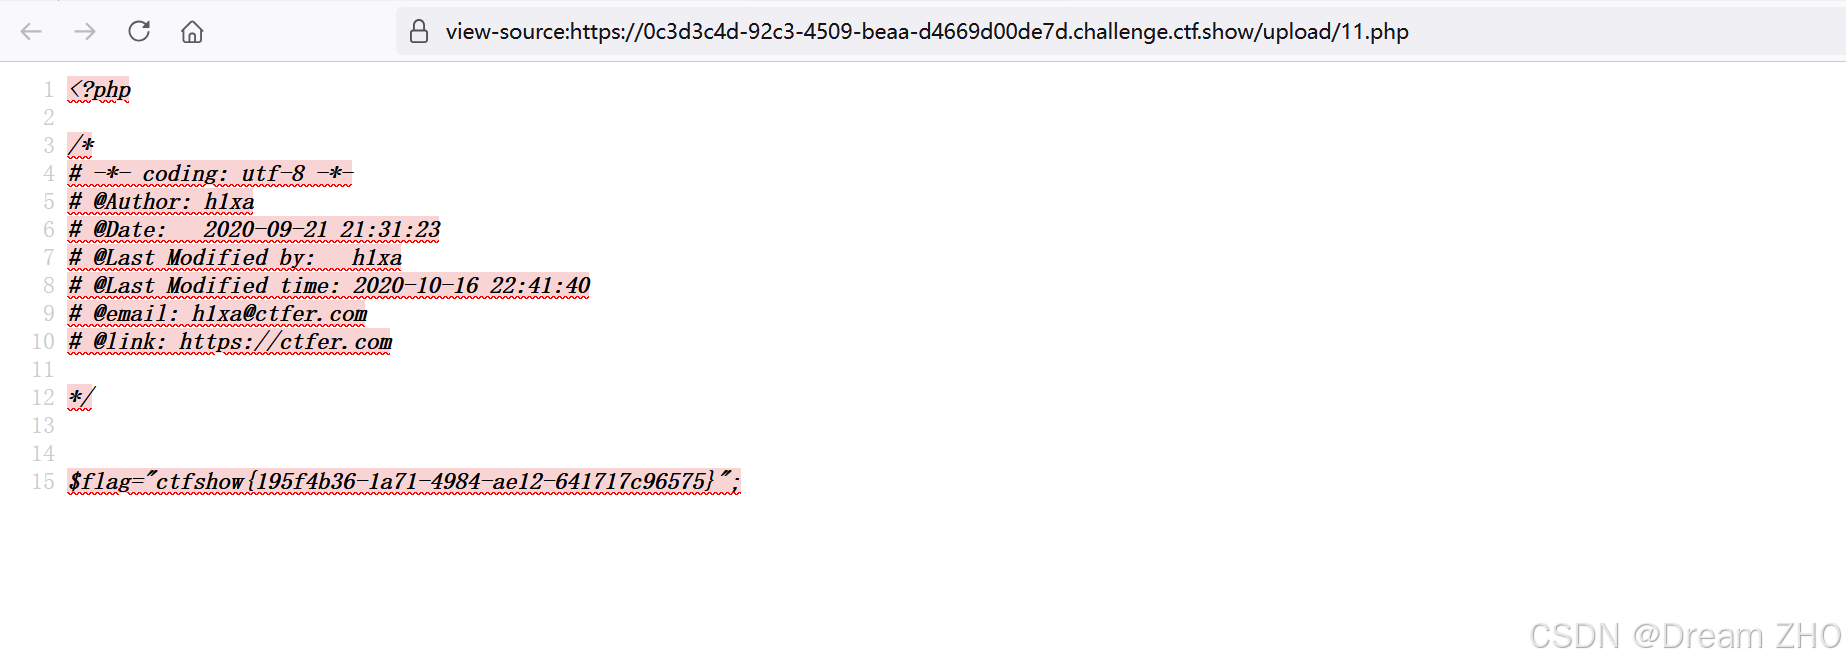 view-source:https://0c3d3c4d-92c3-4509-beaa-d4669d00de7d.challenge.ctf.show/upload/11.php
1 <?php
2
3 /*
4 # -*- coding: utf-8 -*-
5 # @Author: h1xa
6 # @Date:   2020-09-21 21:31:23
7 # @Last Modified by:   h1xa
8 # @Last Modified time: 2020-10-16 22:41:40
9 # @email: h1xa@ctfer.com
10 # @link: https://ctfer.com
11
12 */
13
14
15 $flag="ctfshow{195f4b36-1a71-4984-ae12-641717c96575}";
CSDN @Dream ZHO